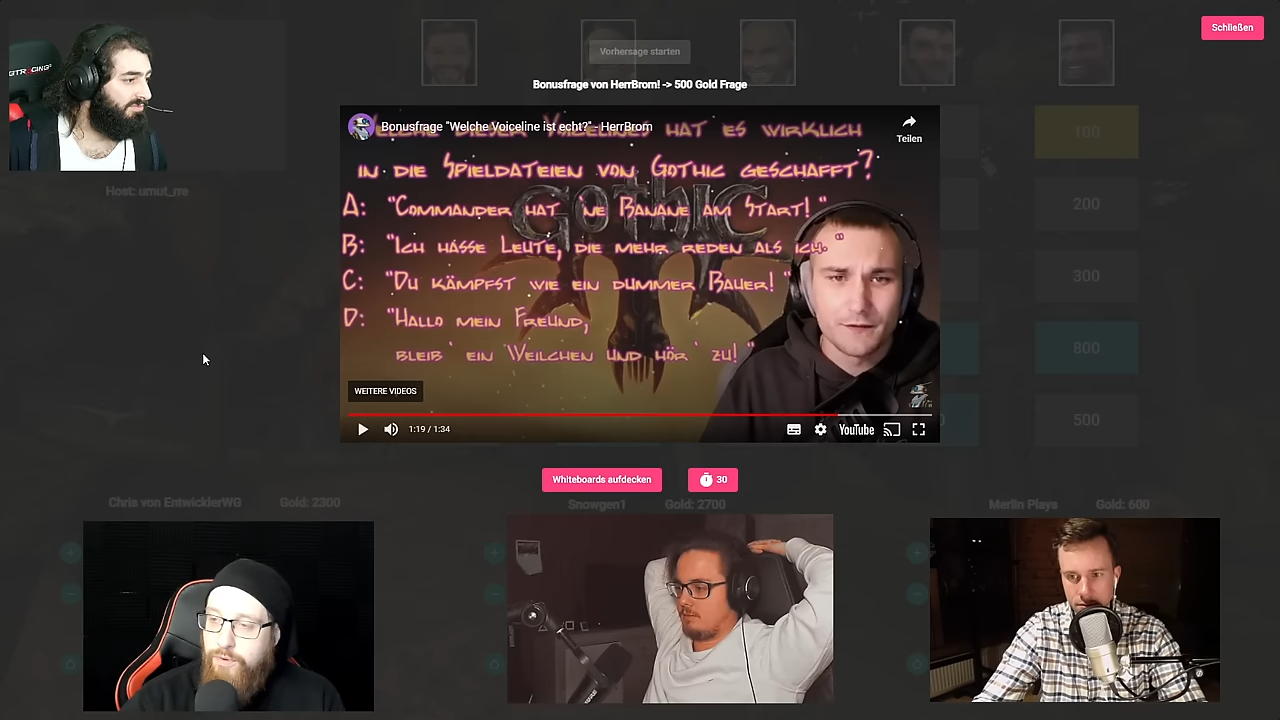 Schließen
Vorhersage starten
Bonusfrage von HerrBrom! -> 500 Gold Frage
GTRACING
Bonusfrage "Welche Voiceline ist echt?" - HerrBrom
Teilen
Welche dieser Voicelines hat es wirklich
in die Spieldateien von Gothic geschafft?
A: "Commander hat 'ne Banane am Start!"
B: "Ich hasse Leute, die mehr reden als ich."
C: "Du kämpfst wie ein dummer Bauer!"
D: "Hallo mein Freund,
bleib' ein Weilchen und hör' zu!"
Gothic
WEITERE VIDEOS
1:19 / 1:34
YouTube
100
200
300
800
500
Host: umut_rre
Whiteboards aufdecken
30
Chris von EntwicklerWG Gold: 2300
Snowgen1 Gold: 2700
Merlin Plays Gold: 600